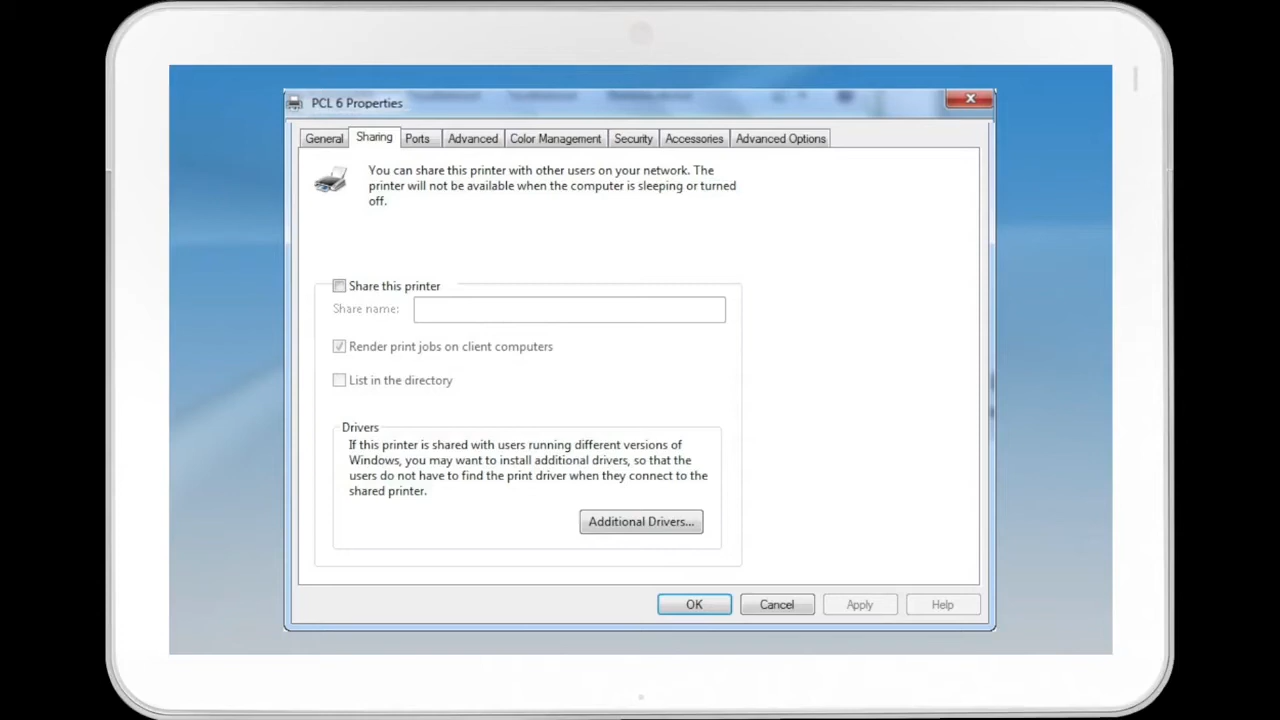 PCL 6 Properties
General Sharing Ports Advanced Color Management Security Accessories Advanced Options
You can share this printer with other users on your network. The
printer will not be available when the computer is sleeping or turned
off.
Share this printer
Share name:
Render print jobs on client computers
List in the directory
Drivers
If this printer is shared with users running different versions of
Windows, you may want to install additional drivers, so that the
users do not have to find the print driver when they connect to the
shared printer.
Additional Drivers...
OK Cancel Apply Help